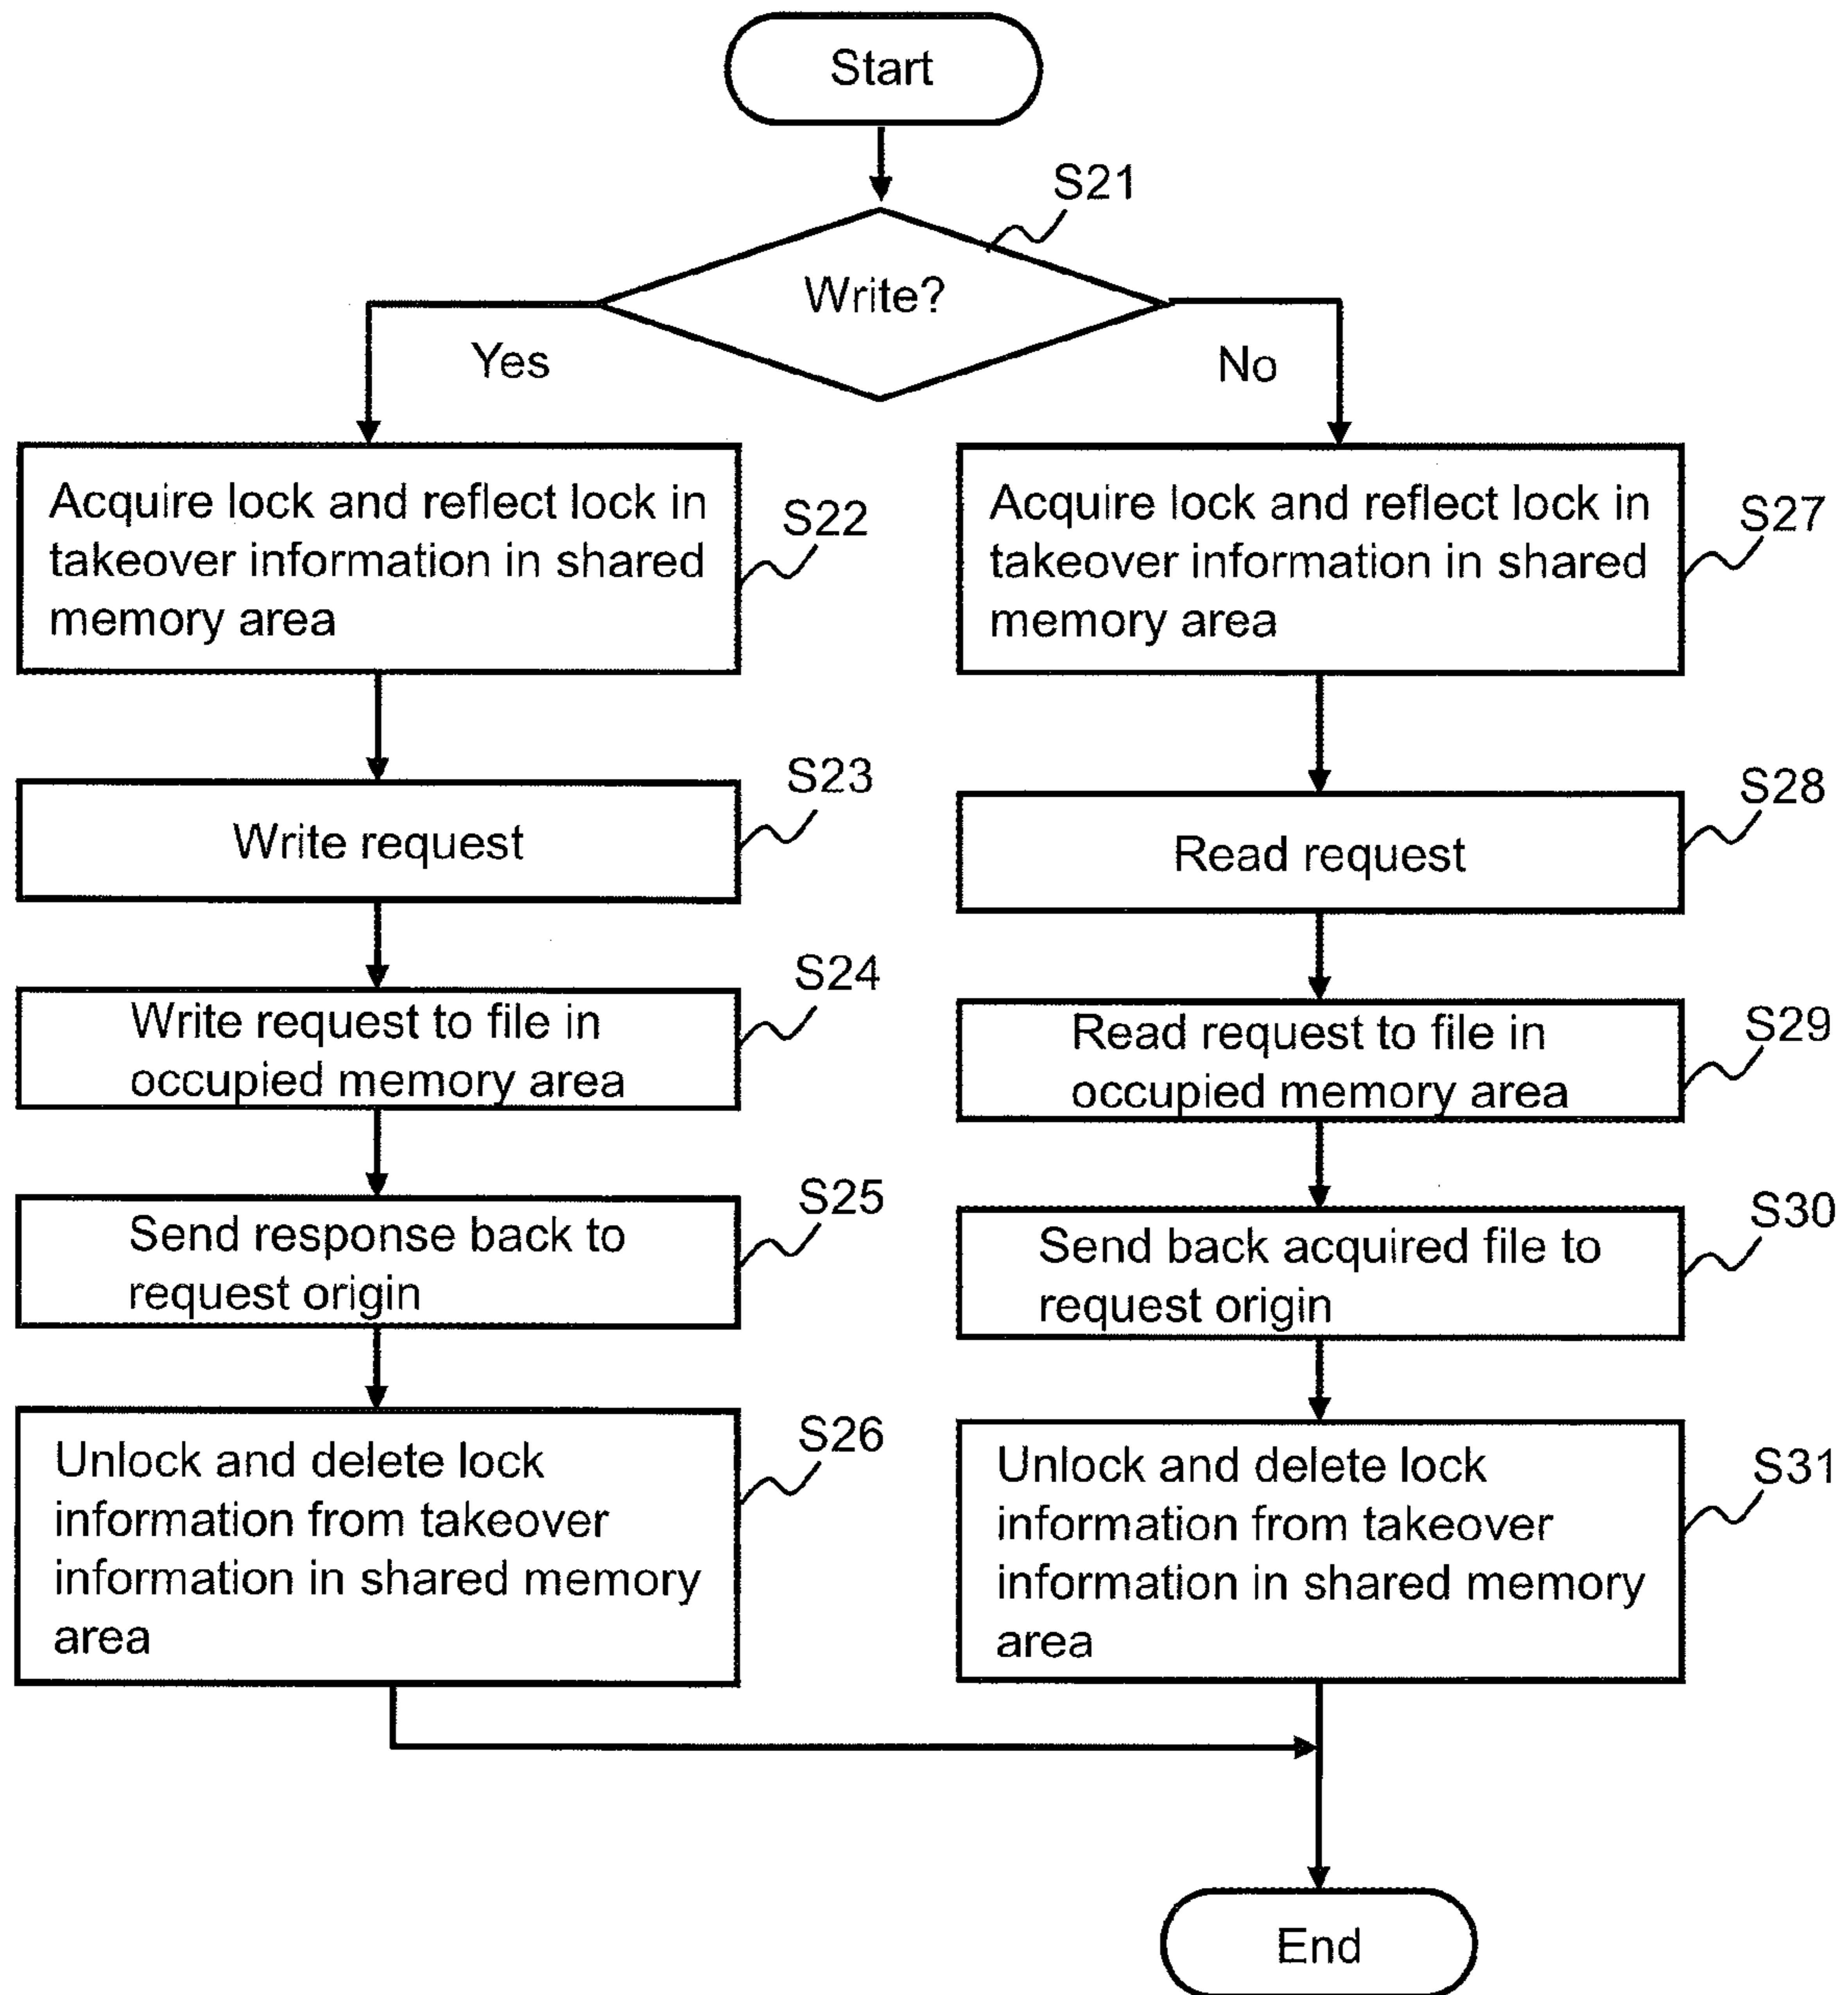 Start
S21
Write?
Yes
No
Acquire lock and reflect lock in
takeover information in shared
memory area
S22
Write request
S23
Write request to file in
occupied memory area
S24
Send response back to
request origin
S25
Unlock and delete lock
information from takeover
information in shared memory
area
S26
Acquire lock and reflect lock in
takeover information in shared
memory area
S27
Read request
S28
Read request to file in
occupied memory area
S29
Send back acquired file to
request origin
S30
Unlock and delete lock
information from takeover
information in shared memory
area
S31
End